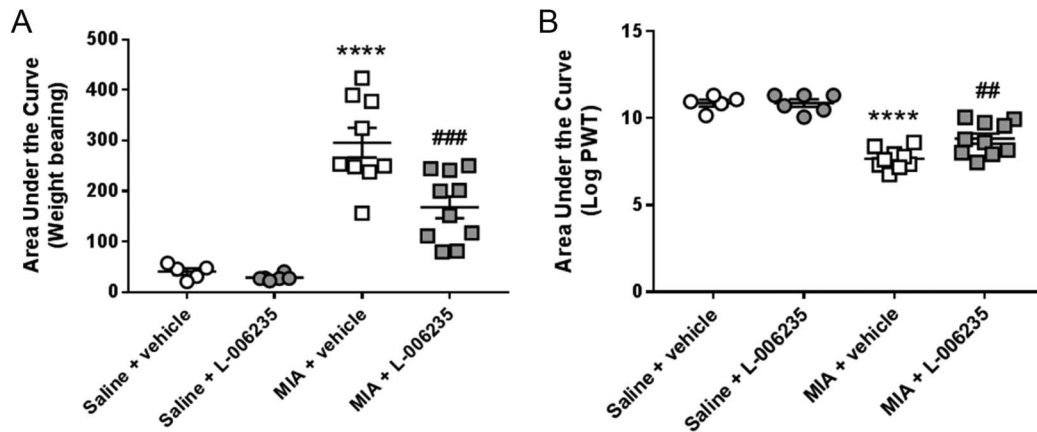 A
Area Under the Curve
(Weight bearing)
500
400
300
200
100
0
****
###
Saline + vehicle
Saline + L-006235
MIA + vehicle
MIA + L-006235
B
Area Under the Curve
(Log PWT)
15
10
5
0
****
##
Saline + vehicle
Saline + L-006235
MIA + vehicle
MIA + L-006235